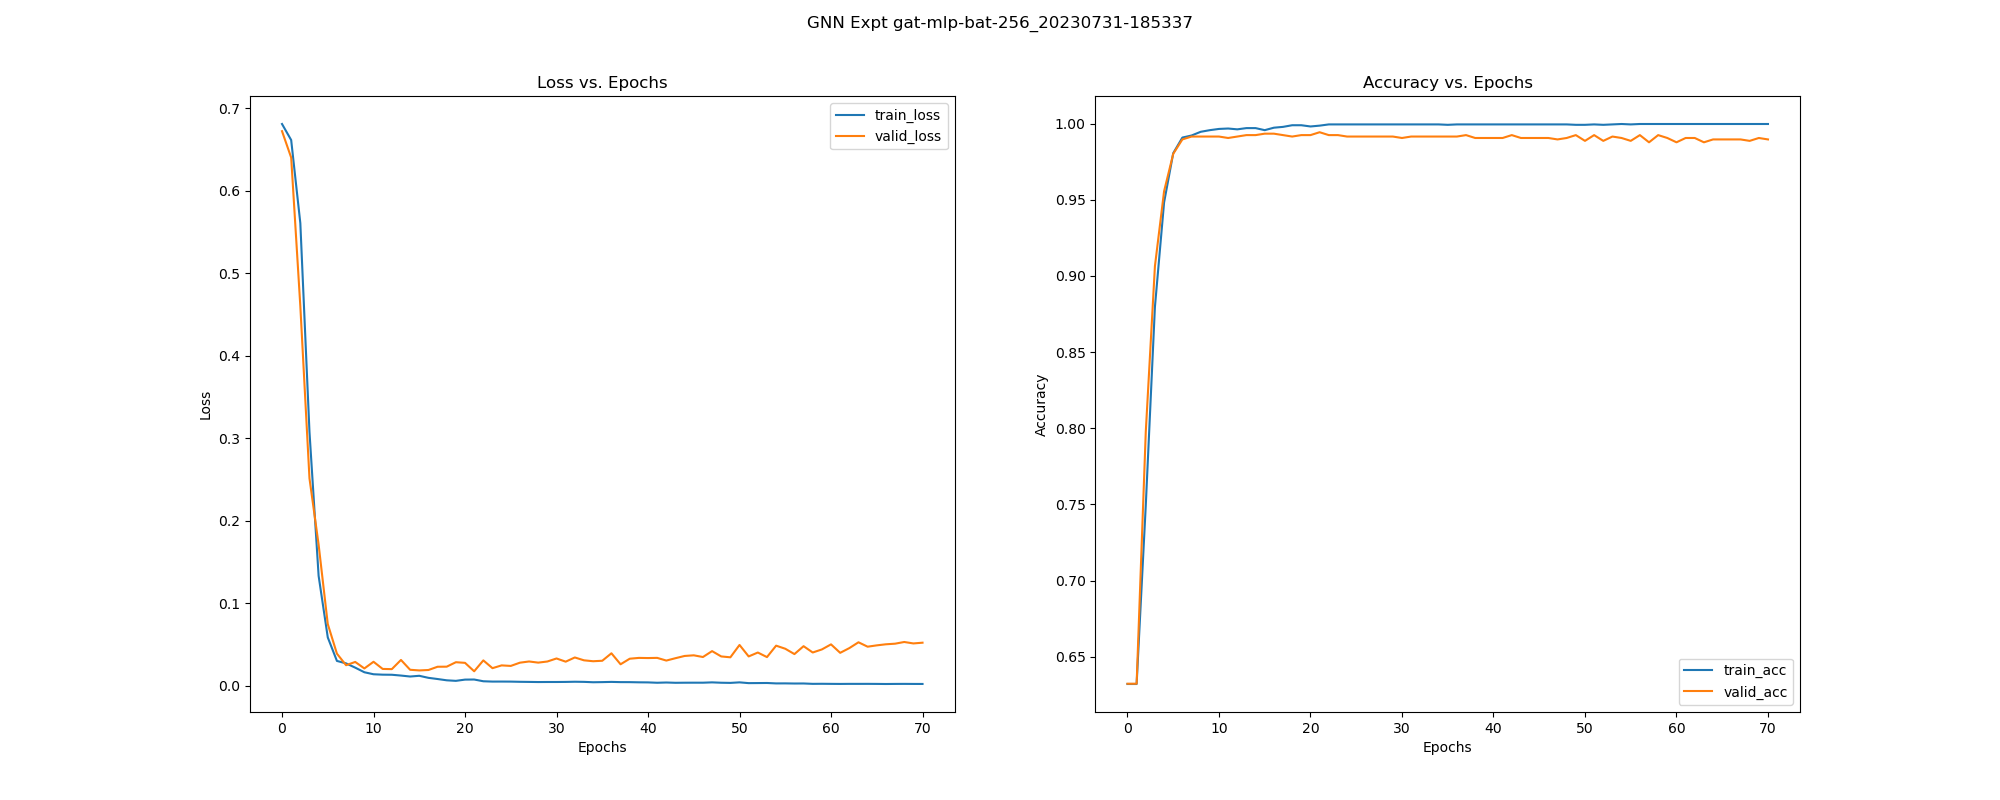 GNN Expt gat-mlp-bat-256_20230731-185337
Loss vs. Epochs
0.7
0.6
0.5
0.4
0.3
0.2
0.1
0.0
Loss
train_loss
valid_loss
0 10 20 30 40 50 60 70
Epochs
Accuracy vs. Epochs
1.00
0.95
0.90
0.85
0.80
0.75
0.70
0.65
Accuracy
train_acc
valid_acc
0 10 20 30 40 50 60 70
Epochs